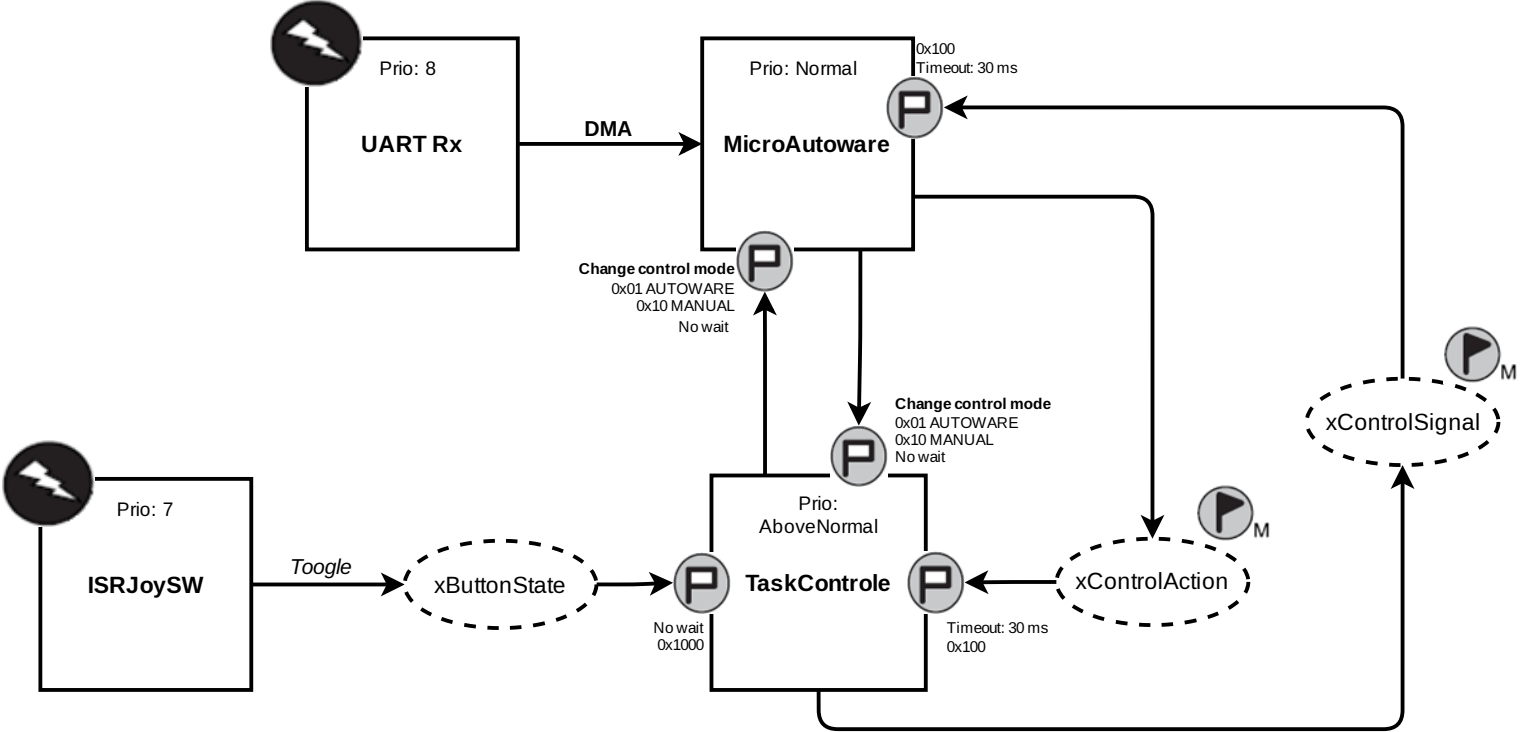 Prio: 8
UART Rx
DMA
Prio: Normal
MicroAutoware
0x100
Timeout: 30 ms
Change control mode
0x01 AUTOWARE
0x10 MANUAL
No wait
Change control mode
0x01 AUTOWARE
0x10 MANUAL
No wait
xControlSignal
M
Prio: 7
ISRJoySW
Toogle
xButtonState
No wait
0x1000
Prio:
AboveNormal
TaskControle
Timeout: 30 ms
0x100
xControlAction
M